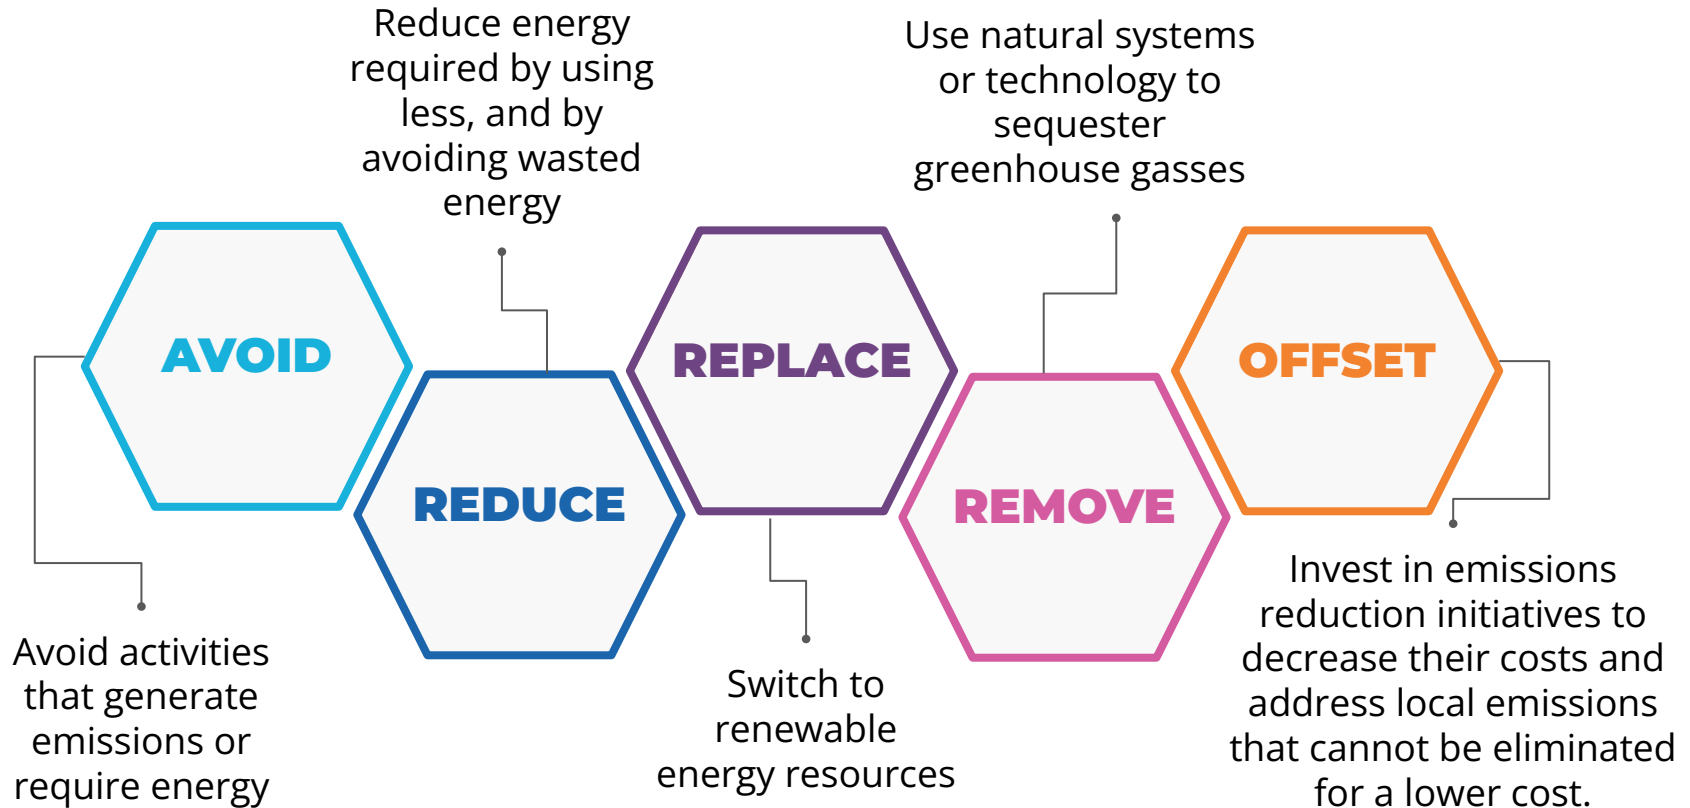 Reduce energy
required by using
less, and by
avoiding wasted
energy
Use natural systems
or technology to
sequester
greenhouse gasses
AVOID
REDUCE
REPLACE
REMOVE
OFFSET
Avoid activities
that generate
emissions or
require energy
Switch to
renewable
energy resources
Invest in emissions
reduction initiatives to
decrease their costs and
address local emissions
that cannot be eliminated
for a lower cost.